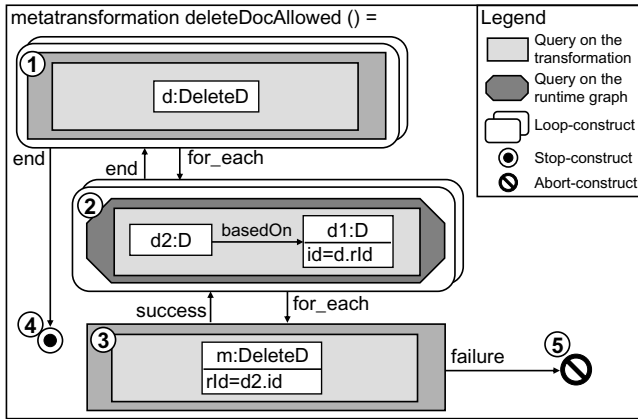 metatransformation deleteDocAllowed () =
1
d:DeleteD
end
end
for_each
2
d2:D
basedOn
d1:D
id=d.rId
success
for_each
4
3
m:DeleteD
rId=d2.id
failure
5
Legend
Query on the
transformation
Query on the
runtime graph
Loop-construct
Stop-construct
Abort-construct